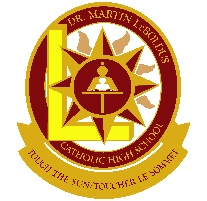 DR. MARTIN LEBOLDUS
L
CATHOLIC HIGH SCHOOL
TOUCH THE SUN/TOUCHER LE SOMMET